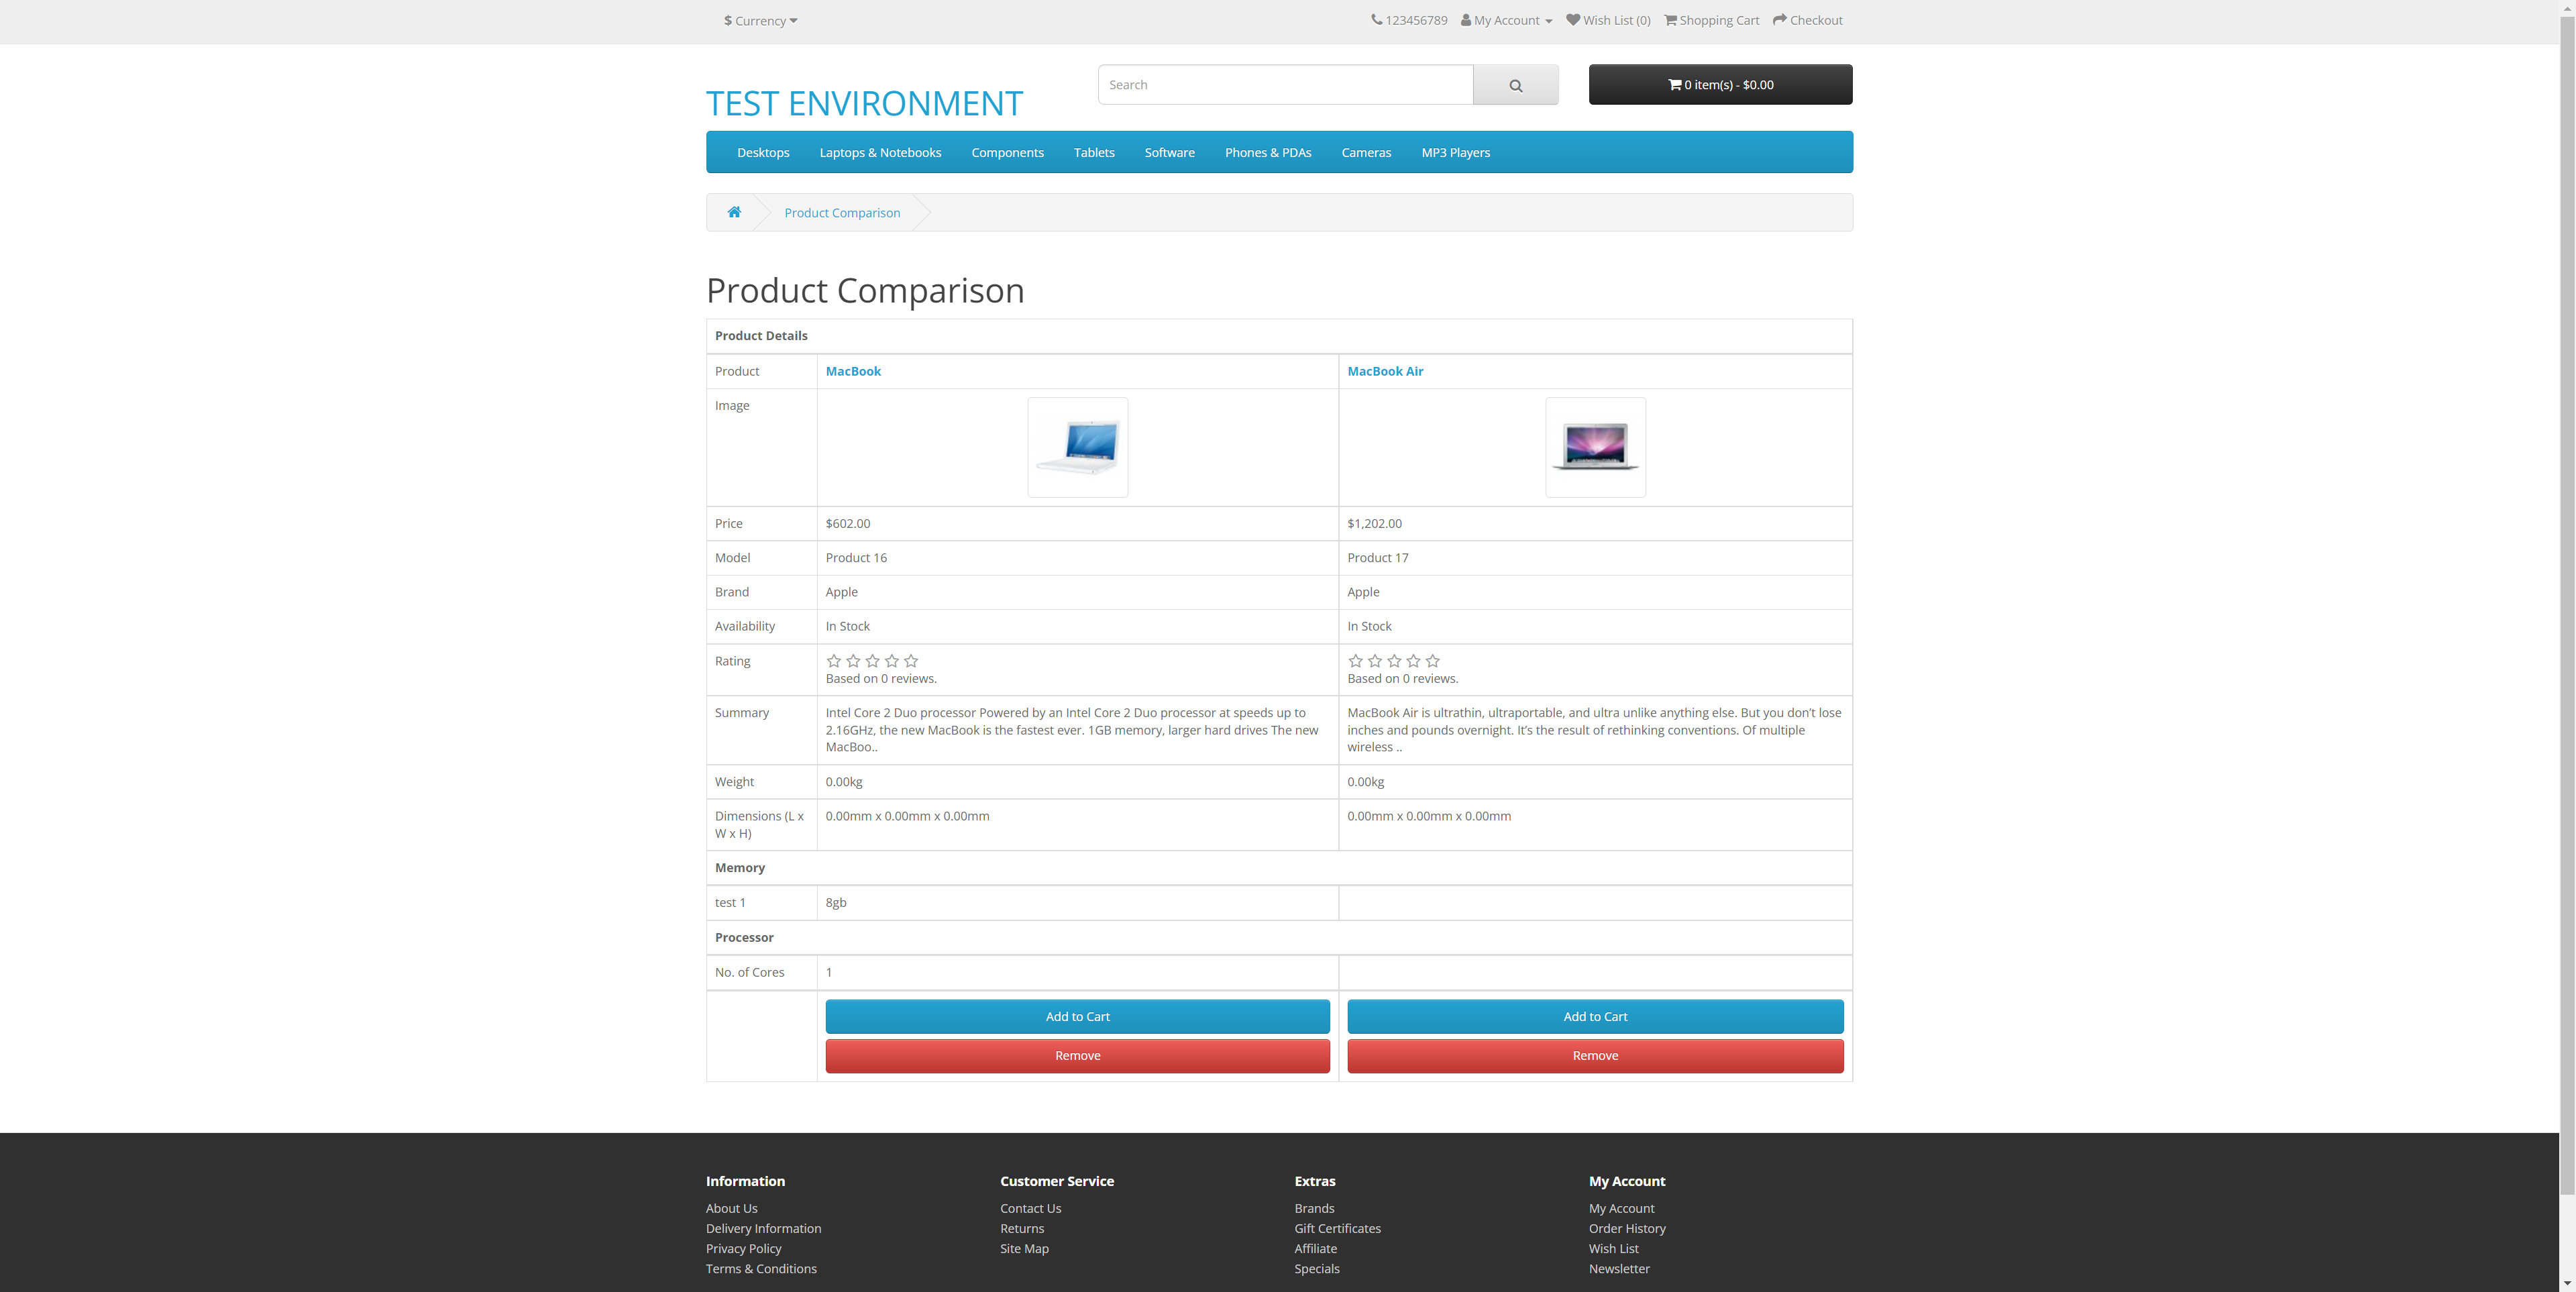 $ Currency
123456789 My Account Wish List (0) Shopping Cart Checkout
TEST ENVIRONMENT
Search
0 item(s) - $0.00
Desktops Laptops & Notebooks Components Tablets Software Phones & PDAs Cameras MP3 Players
Product Comparison
Product Comparison
Product Details
Product MacBook MacBook Air
Image
Price $602.00 $1,202.00
Model Product 16 Product 17
Brand Apple Apple
Availability In Stock In Stock
Rating
Based on 0 reviews. Based on 0 reviews.
Summary
Intel Core 2 Duo processor Powered by an Intel Core 2 Duo processor at speeds up to
2.16GHz, the new MacBook is the fastest ever. 1GB memory, larger hard drives The new
MacBoo..
MacBook Air is ultrathin, ultraportable, and ultra unlike anything else. But you don’t lose
inches and pounds overnight. It’s the result of rethinking conventions. Of multiple
wireless ..
Weight 0.00kg 0.00kg
Dimensions (L x
W x H)
0.00mm x 0.00mm x 0.00mm 0.00mm x 0.00mm x 0.00mm
Memory
test 1 8gb
Processor
No. of Cores 1
Add to Cart Add to Cart
Remove Remove
Information
About Us
Delivery Information
Privacy Policy
Terms & Conditions
Customer Service
Contact Us
Returns
Site Map
Extras
Brands
Gift Certificates
Affiliate
Specials
My Account
My Account
Order History
Wish List
Newsletter